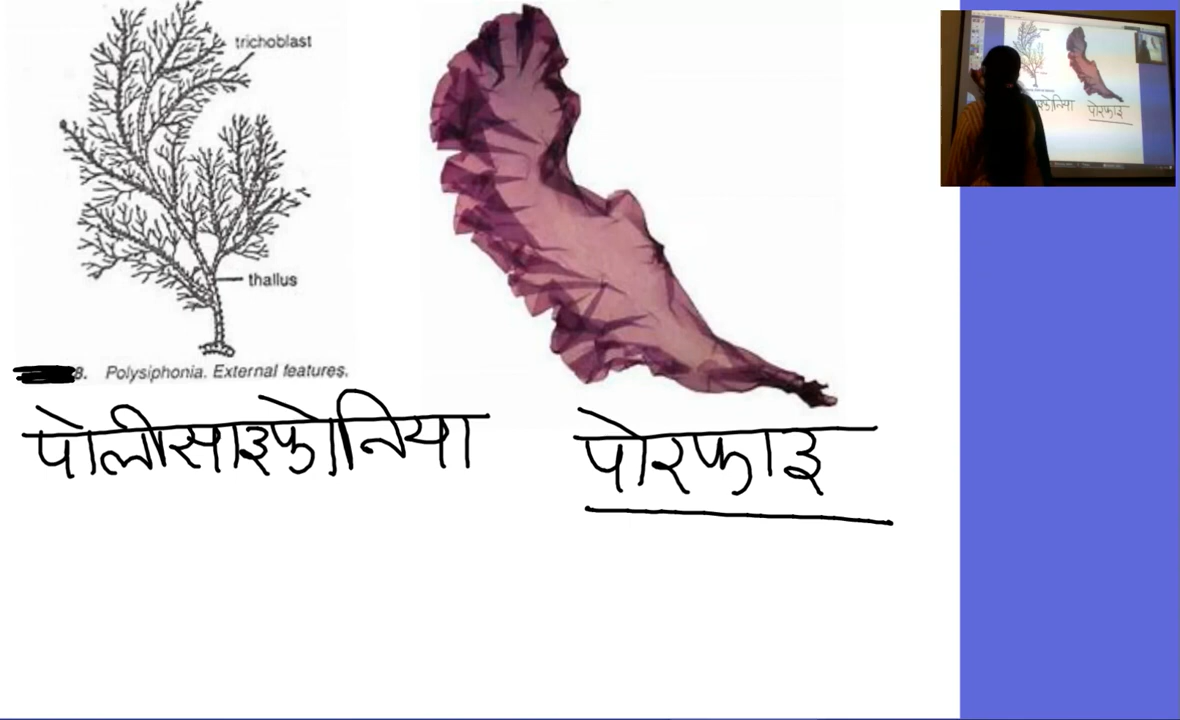 trichoblast
thallus
8. Polysiphonia. External features.
पोलीसाइफोनिया
पोरफाइ